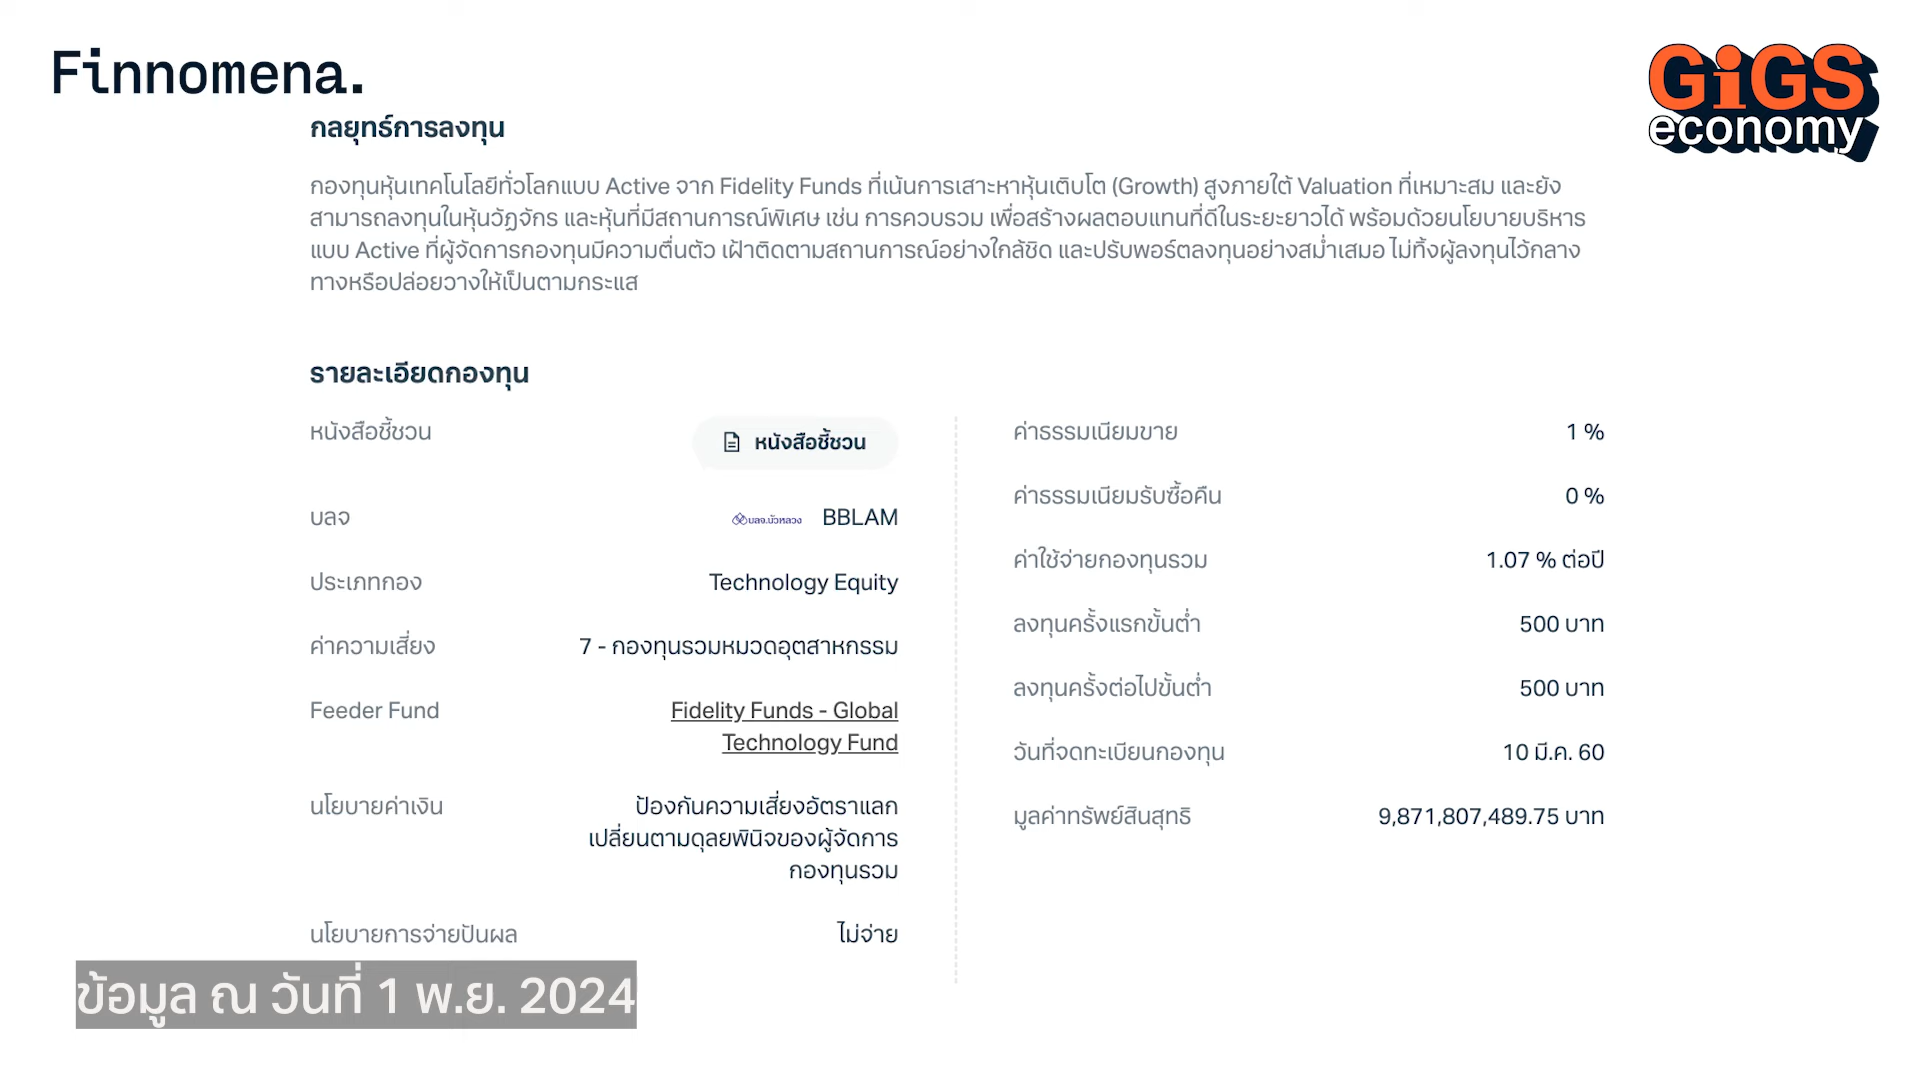 Finnomena.
GiGS
economy
กลยุทธ์การลงทุน
กองทุนหุ้นเทคโนโลยีทั่วโลกแบบ Active จาก Fidelity Funds ที่เน้นการเสาะหาหุ้นเติบโต (Growth) สูงภายใต้ Valuation ที่เหมาะสม และยัง
สามารถลงทุนในหุ้นวัฏจักร และหุ้นที่มีสถานการณ์พิเศษ เช่น การควบรวม เพื่อสร้างผลตอบแทนที่ดีในระยะยาวได้ พร้อมด้วยนโยบายบริหาร
แบบ Active ที่ผู้จัดการกองทุนมีความตื่นตัว เฝ้าติดตามสถานการณ์อย่างใกล้ชิด และปรับพอร์ตลงทุนอย่างสม่ำเสมอ ไม่ทิ้งผู้ลงทุนไว้กลาง
ทางหรือปล่อยวางให้เป็นตามกระแส
รายละเอียดกองทุน
หนังสือชี้ชวน หนังสือชี้ชวน
บลจ บลจ.บัวหลวง BBLAM
ประเภทกอง Technology Equity
ค่าความเสี่ยง 7 - กองทุนรวมหมวดอุตสาหกรรม
Feeder Fund Fidelity Funds - Global
Technology Fund
นโยบายค่าเงิน ป้องกันความเสี่ยงอัตราแลก
เปลี่ยนตามดุลยพินิจของผู้จัดการ
กองทุนรวม
นโยบายการจ่ายปันผล ไม่จ่าย
ค่าธรรมเนียมขาย 1 %
ค่าธรรมเนียมรับซื้อคืน 0 %
ค่าใช้จ่ายกองทุนรวม 1.07 % ต่อปี
ลงทุนครั้งแรกขั้นต่ำ 500 บาท
ลงทุนครั้งต่อไปขั้นต่ำ 500 บาท
วันที่จดทะเบียนกองทุน 10 มี.ค. 60
มูลค่าทรัพย์สินสุทธิ 9,871,807,489.75 บาท
ข้อมูล ณ วันที่ 1 พ.ย. 2024